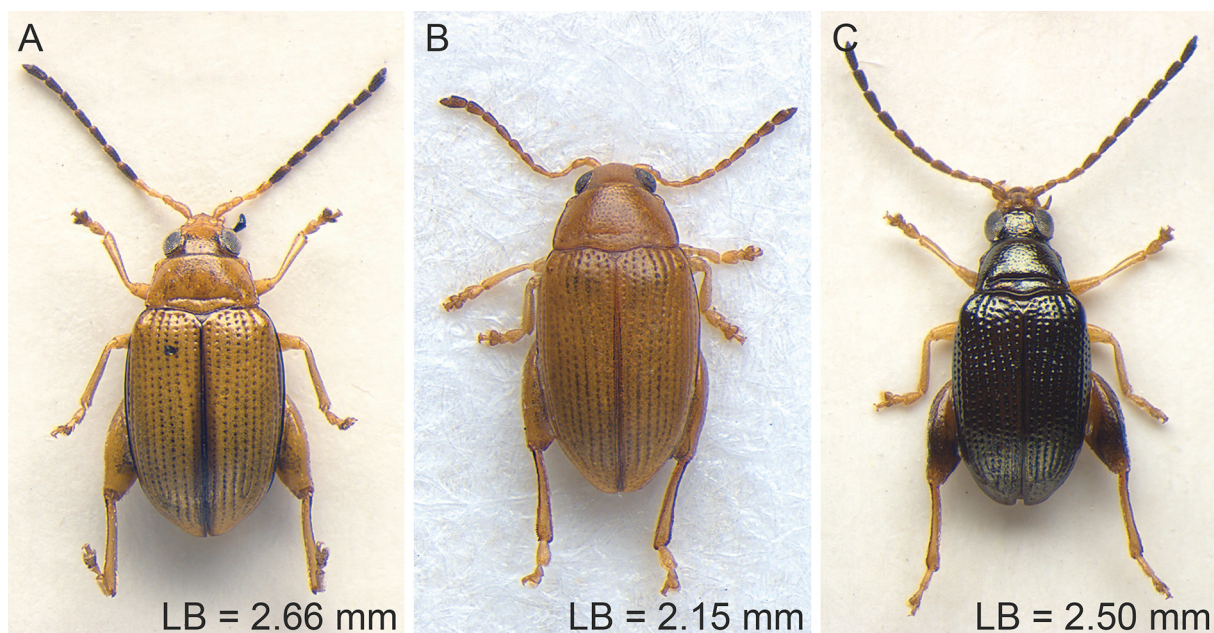 A
B
C
LB = 2.66 mm
LB = 2.15 mm
LB = 2.50 mm